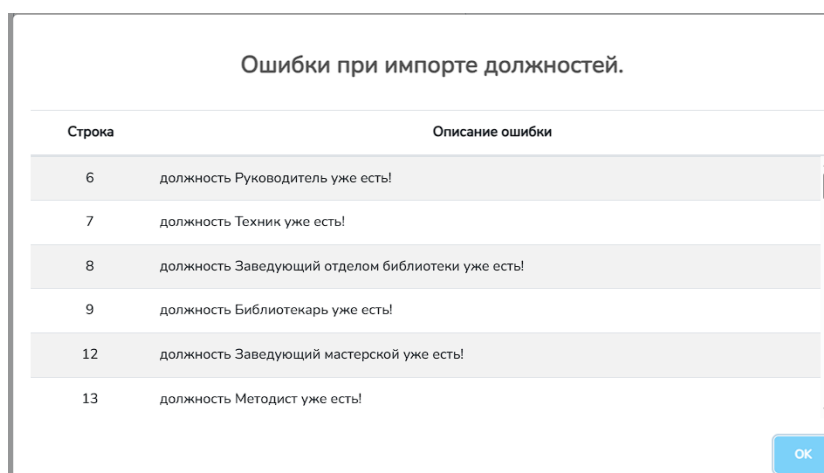 Ошибки при импорте должностей.
Строка Описание ошибки
6 должность Руководитель уже есть!
7 должность Техник уже есть!
8 должность Заведующий отделом библиотеки уже есть!
9 должность Библиотекарь уже есть!
12 должность Заведующий мастерской уже есть!
13 должность Методист уже есть!
ОК